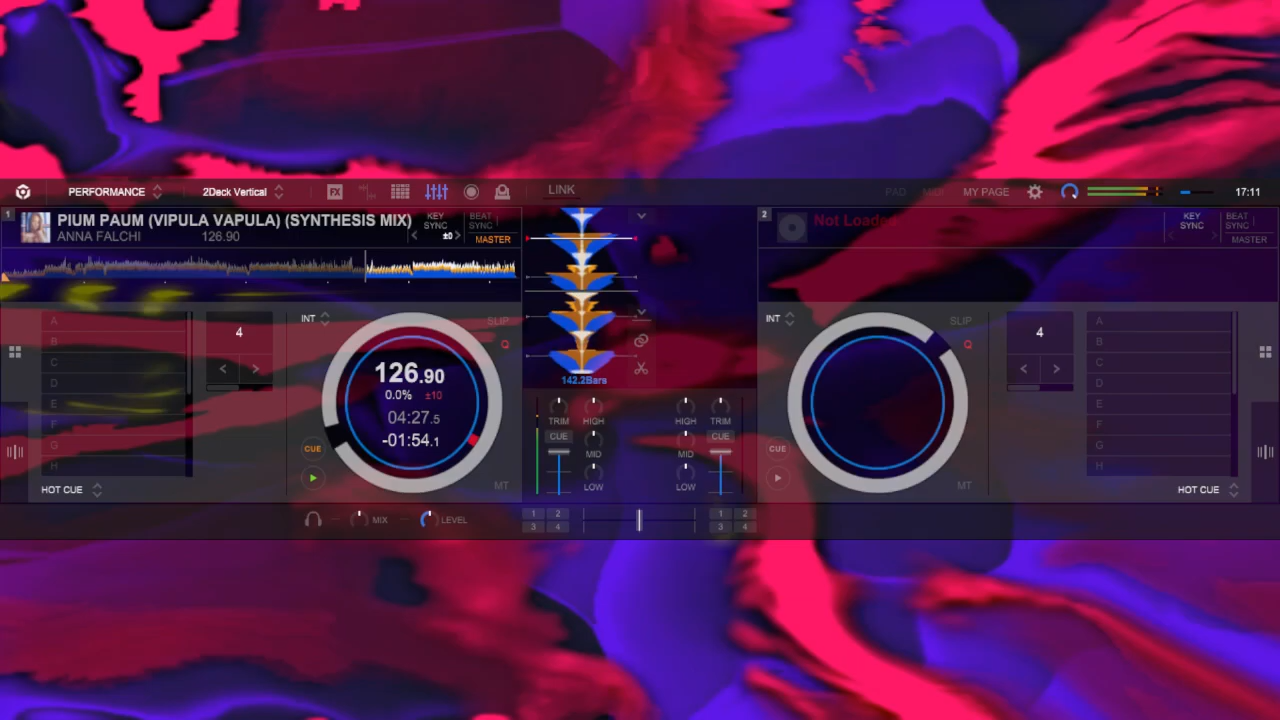 PERFORMANCE 2Deck Vertical FX LINK PAD MIDI MY PAGE 17:11
1 PIUM PAUM (VIPULA VAPULA) (SYNTHESIS MIX)
ANNA FALCHI 126.90
KEY SYNC ±0
BEAT SYNC
MASTER
2 Not Loaded
KEY SYNC
BEAT SYNC
MASTER
A
B
C
D
E
F
G
H
HOT CUE
4
INT
SLIP
Q
126.90
0.0% ±10
04:27.5
-01:54.1
CUE
MT
142.2Bars
TRIM HIGH HIGH TRIM
CUE CUE
MID MID
LOW LOW
INT
SLIP
Q
CUE
MT
4
A
B
C
D
E
F
G
H
HOT CUE
MIX LEVEL
1 2 1 2
3 4 3 4